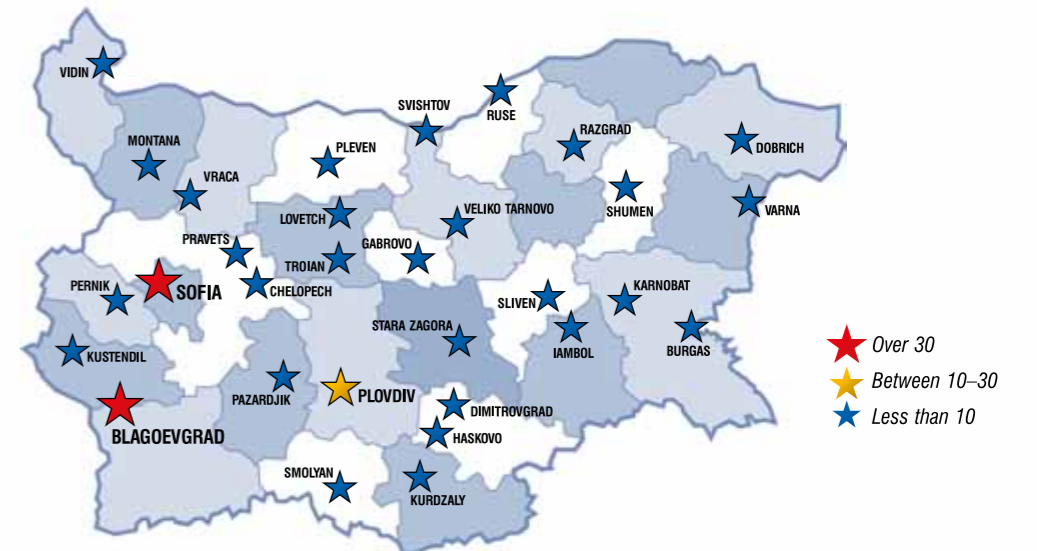 VIDIN
SVISHTOV
RUSE
RAZGRAD
MONTANA
PLEVEN
DOBRICH
VRACA
LOVETCH
VELIKO TARNOVO
SHUMEN
VARNA
PRAVETS
GABROVO
TROIAN
PERNIK
SOFIA
CHELOPECH
SLIVEN
KARNOBAT
STARA ZAGORA
IAMBOL
BURGAS
KUSTENDIL
PAZARDJIK
PLOVDIV
DIMITROVGRAD
BLAGOEVGRAD
HASKOVO
SMOLYAN
KURDZALY
Over 30
Between 10–30
Less than 10